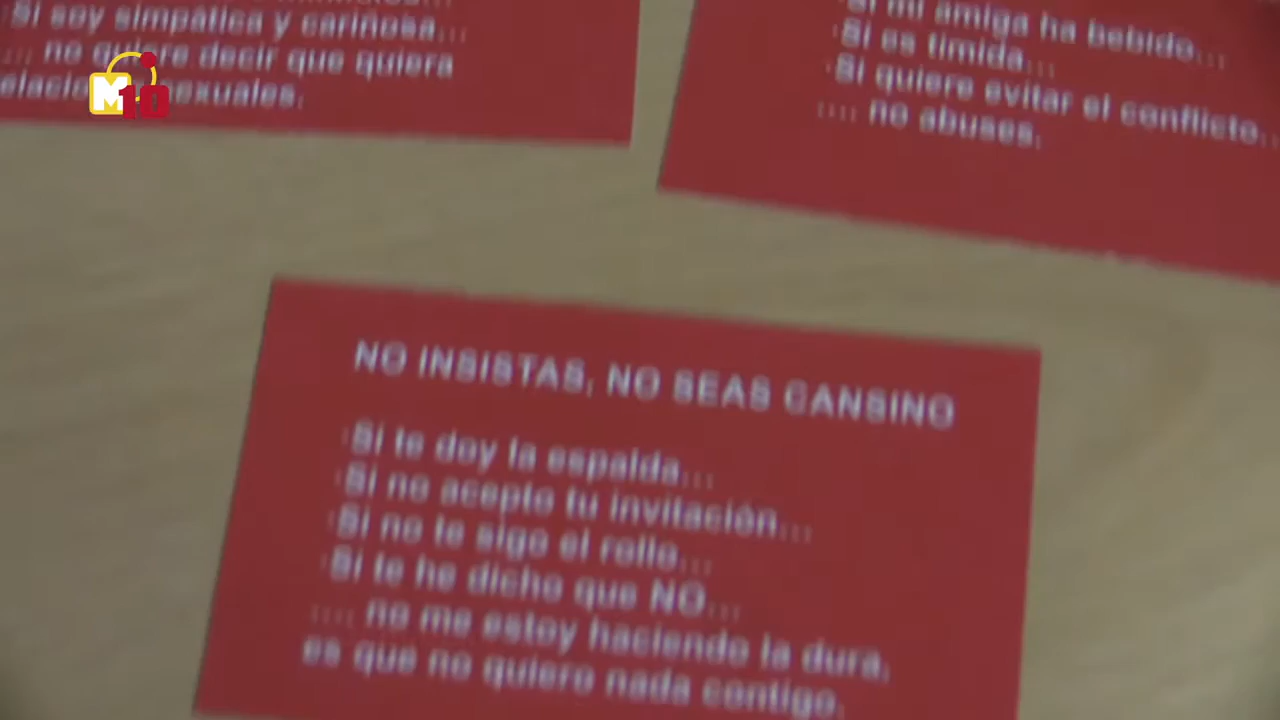 Si soy simpática y cariñosa...
... no quiere decir que quiera
sexuales.
M10
Si mi amiga ha bebido...
·Si es tímida...
·Si quiere evitar el conflicto...
.... no abuses.
NO INSISTAS, NO SEAS CANSINO
·Si te doy la espalda...
·Si no acepto tu invitación...
·Si no te sigo el rollo...
·Si te he dicho que NO...
.... no me estoy haciendo la dura,
es que no quiero nada contigo.